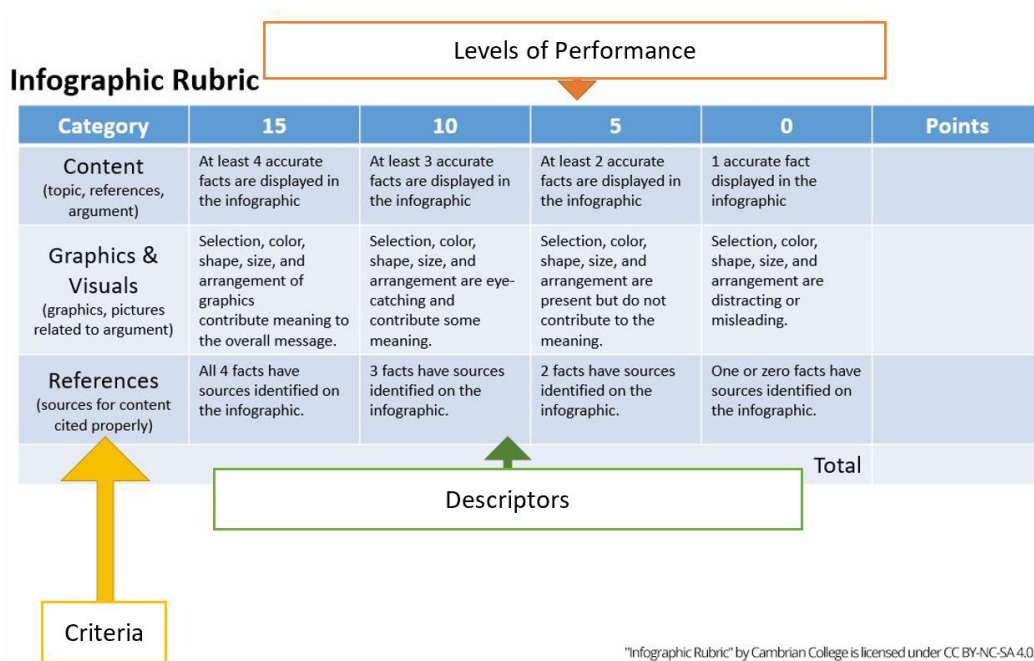 Levels of Performance
Infographic Rubric
Category 15 10 5 0 Points
Content
(topic, references,
argument)
At least 4 accurate
facts are displayed in
the infographic
At least 3 accurate
facts are displayed in
the infographic
At least 2 accurate
facts are displayed in
the infographic
1 accurate fact
displayed in the
infographic
Graphics &
Visuals
(graphics, pictures
related to argument)
Selection, color,
shape, size, and
arrangement of
graphics
contribute meaning to
the overall message.
Selection, color,
shape, size, and
arrangement are eye-
catching and
contribute some
meaning.
Selection, color,
shape, size, and
arrangement are
present but do not
contribute to the
meaning.
Selection, color,
shape, size, and
arrangement are
distracting or
misleading.
References
(sources for content
cited properly)
All 4 facts have
sources identified on
the infographic.
3 facts have sources
identified on the
infographic.
2 facts have sources
identified on the
infographic.
One or zero facts have
sources identified on
the infographic.
Total
Descriptors
Criteria
"Infographic Rubric" by Cambrian College is licensed under CC BY-NC-SA 4.0.